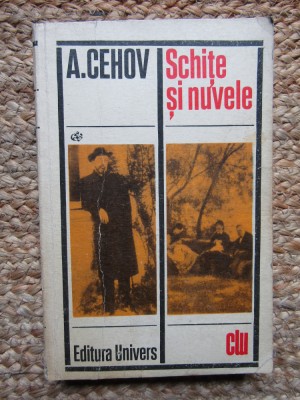 A.CEHOV
Schițe
și nuvele
Editura Univers
clu